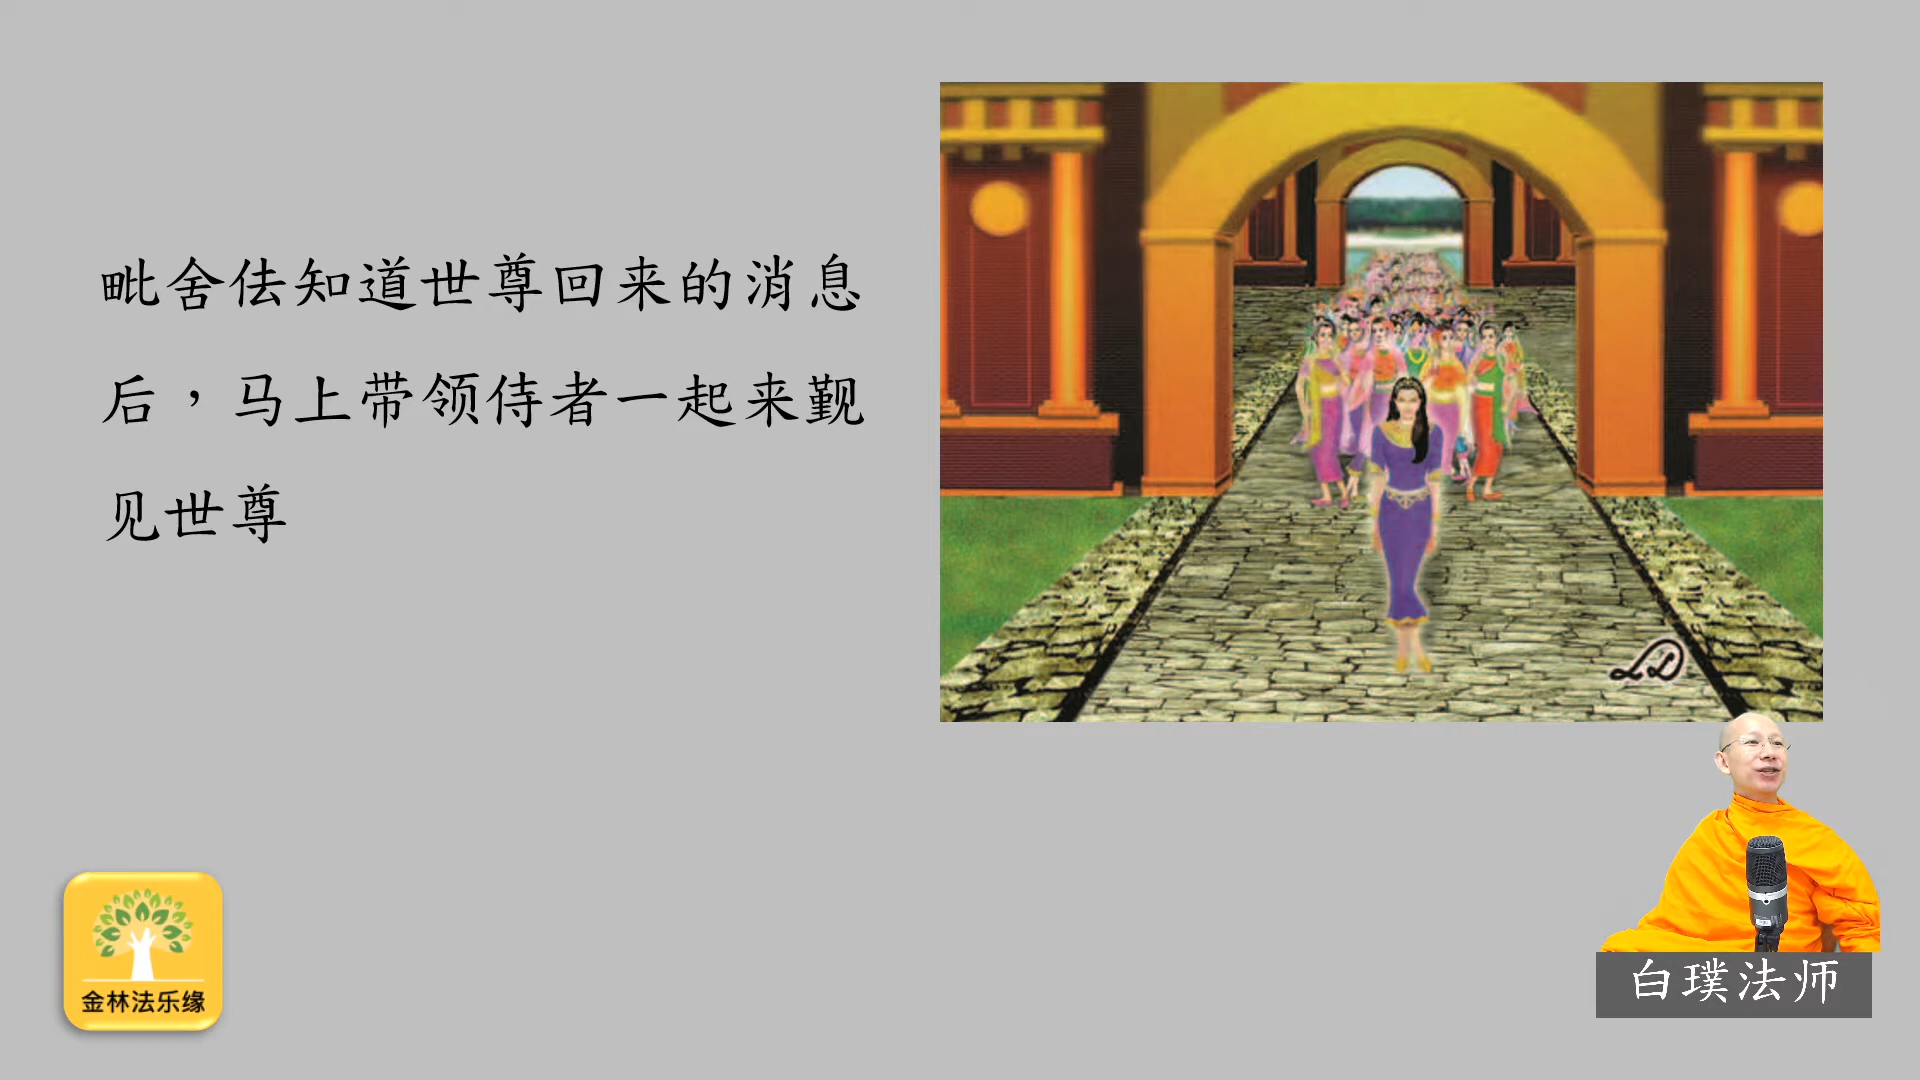 毗舍佉知道世尊回来的消息
后，马上带领侍者一起来觐
见世尊
LD
金林法乐缘
白璞法师